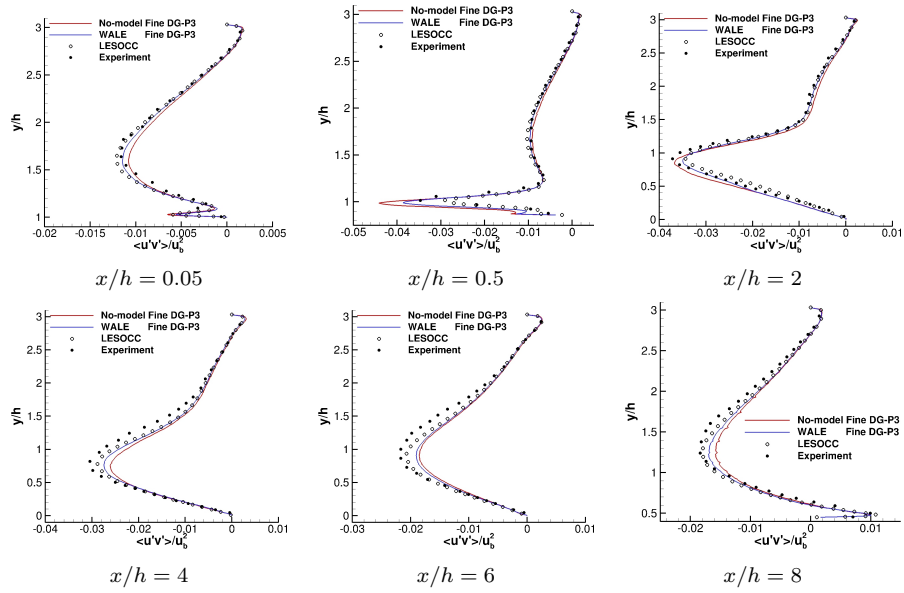 No-model Fine DG-P3
WALE Fine DG-P3
LESOCC
Experiment
y/h
3
2.5
2
1.5
1
-0.02 -0.015 -0.01 -0.005 0 0.005
<u'v'>/u_b^2
x/h = 0.05
No-model Fine DG-P3
WALE Fine DG-P3
LESOCC
Experiment
y/h
3
2.5
2
1.5
1
-0.05 -0.04 -0.03 -0.02 -0.01 0
<u'v'>/u_b^2
x/h = 0.5
No-model Fine DG-P3
WALE Fine DG-P3
LESOCC
Experiment
y/h
3
2.5
2
1.5
1
0.5
0
-0.04 -0.03 -0.02 -0.01 0 0.01
<u'v'>/u_b^2
x/h = 2
No-model Fine DG-P3
WALE Fine DG-P3
LESOCC
Experiment
y/h
3
2.5
2
1.5
1
0.5
0
-0.04 -0.03 -0.02 -0.01 0 0.01
<u'v'>/u_b^2
x/h = 4
No-model Fine DG-P3
WALE Fine DG-P3
LESOCC
Experiment
y/h
3
2.5
2
1.5
1
0.5
0
-0.03 -0.02 -0.01 0 0.01
<u'v'>/u_b^2
x/h = 6
No-model Fine DG-P3
WALE Fine DG-P3
LESOCC
Experiment
y/h
3
2.5
2
1.5
1
0.5
-0.02 -0.01 0 0.01
<u'v'>/u_b^2
x/h = 8